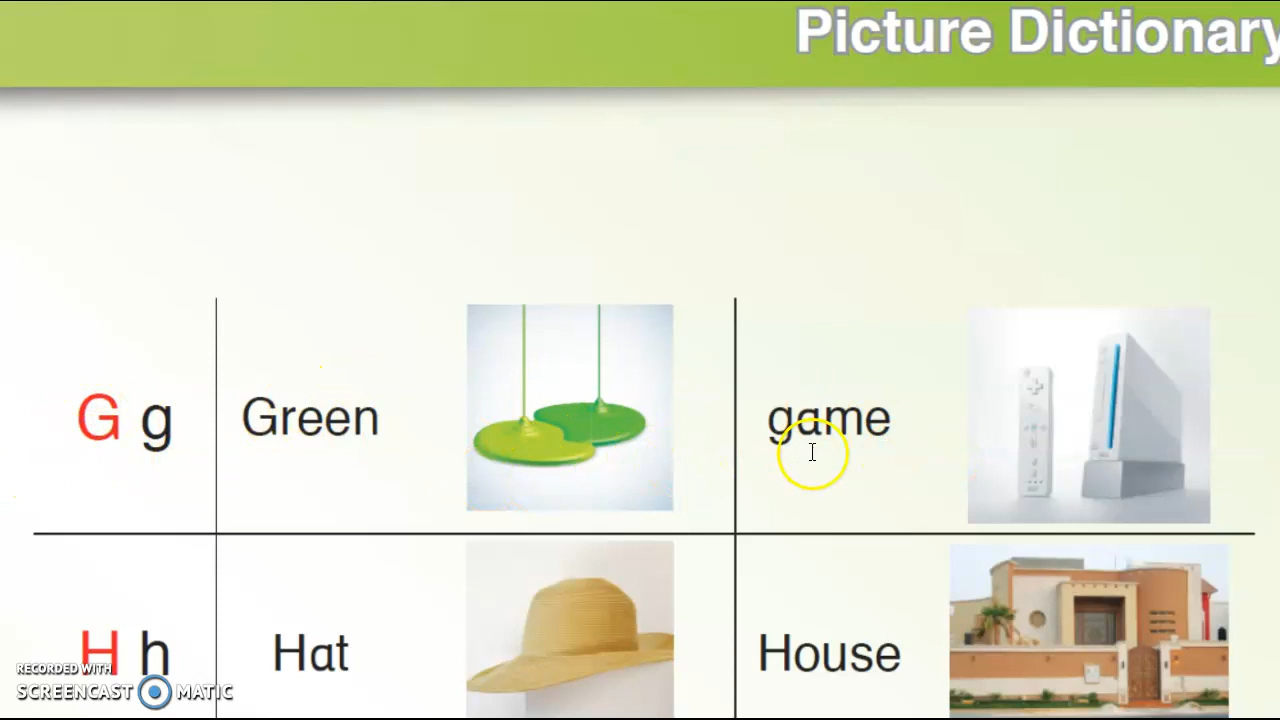 Picture Dictionary
G g Green game
H h Hat House
RECORDED WITH
SCREENCAST MATIC